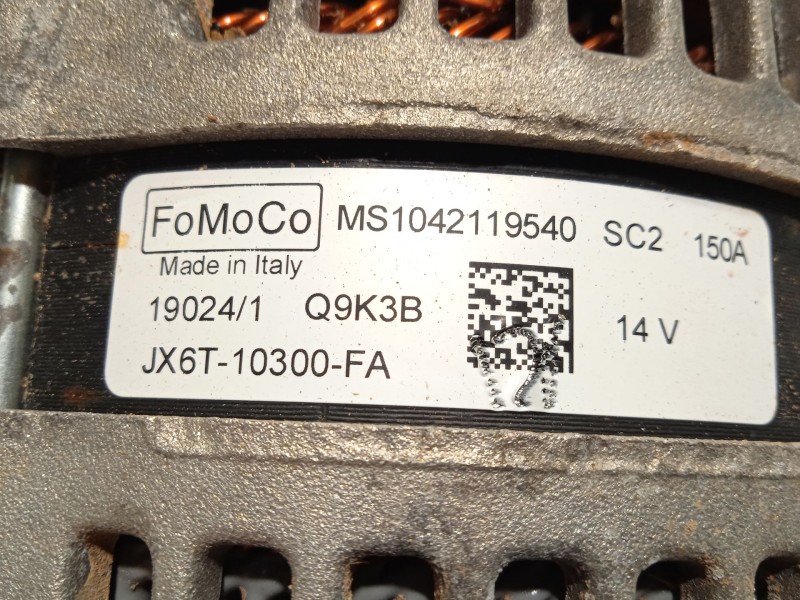 FoMoCo MS1042119540 SC2 150A
Made in Italy
19024/1 Q9K3B 14 V
JX6T-10300-FA